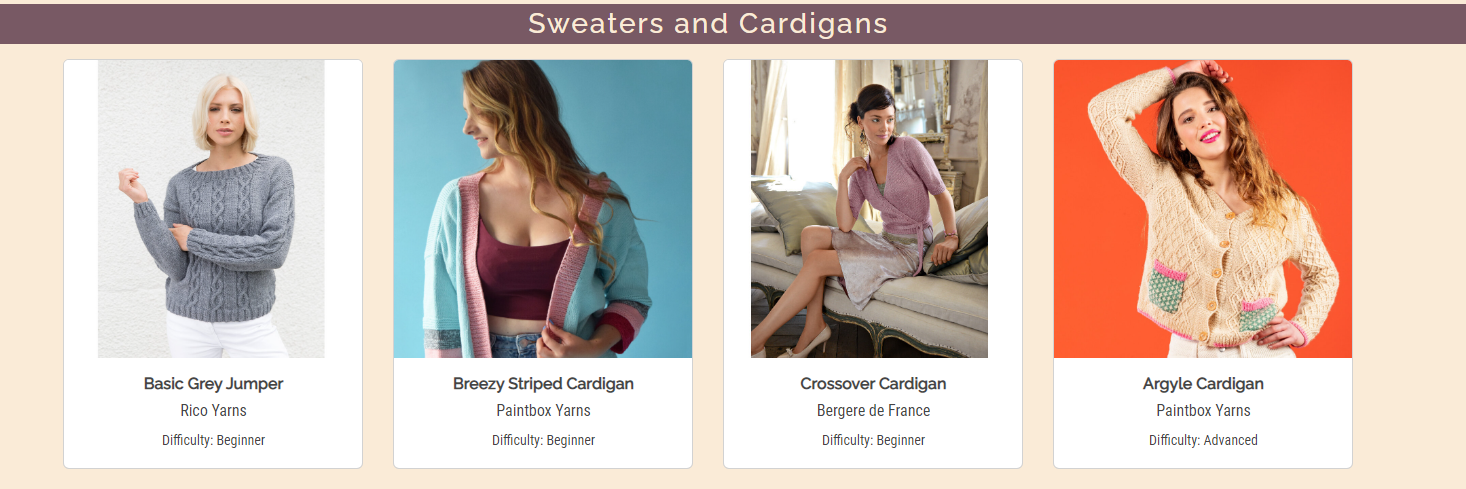 Sweaters and Cardigans
Basic Grey Jumper
Rico Yarns
Difficulty: Beginner
Breezy Striped Cardigan
Paintbox Yarns
Difficulty: Beginner
Crossover Cardigan
Bergere de France
Difficulty: Beginner
Argyle Cardigan
Paintbox Yarns
Difficulty: Advanced